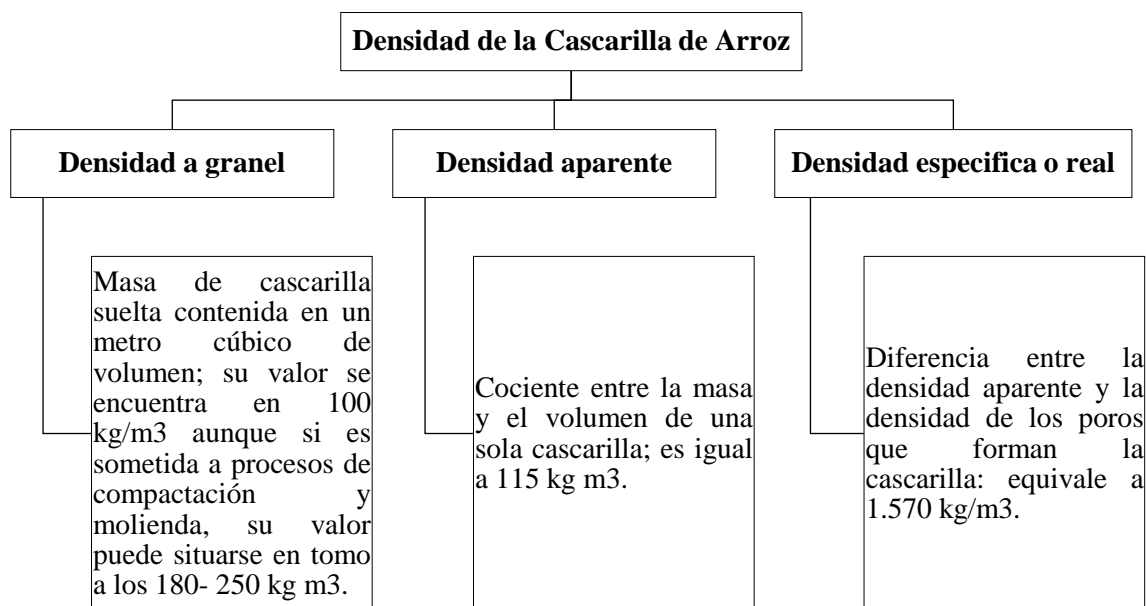 Densidad de la Cascarilla de Arroz
Densidad a granel
Masa de cascarilla
suelta contenida en un
metro cúbico de
volumen; su valor se
encuentra en 100
kg/m3 aunque si es
sometida a procesos de
compactación y
molienda, su valor
puede situarse en tomo
a los 180- 250 kg m3.
Densidad aparente
Cociente entre la masa
y el volumen de una
sola cascarilla; es igual
a 115 kg m3.
Densidad especifica o real
Diferencia entre la
densidad aparente y la
densidad de los poros
que forman la
cascarilla: equivale a
1.570 kg/m3.